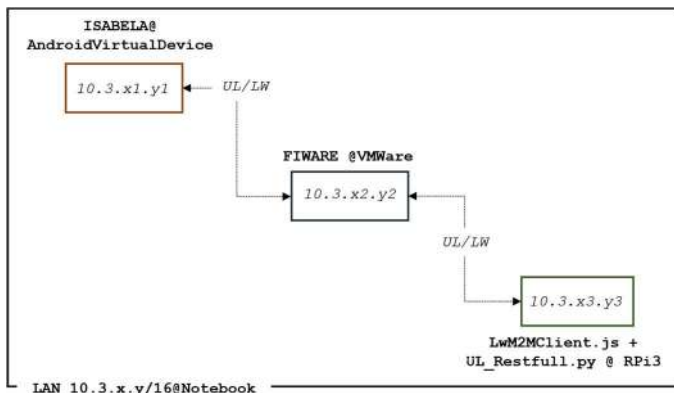 ISABELA@
AndroidVirtualDevice
10.3.x1.y1
UL/LW
FIWARE @VMWare
10.3.x2.y2
UL/LW
10.3.x3.y3
LwM2MClient.js +
UL_Restfull.py @ RPi3
LAN 10.3.x.y/16@Notebook